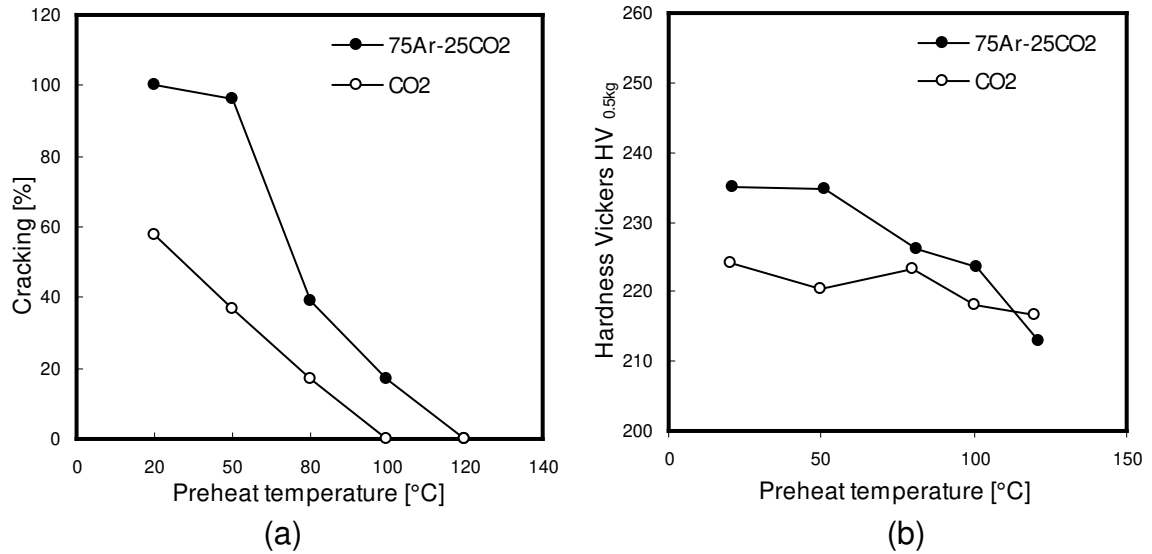 120
100
80
60
40
20
0
Cracking [%]
75Ar-25CO2
CO2
0 20 50 80 100 120 140
Preheat temperature [°C]
(a)
260
250
240
230
220
210
200
Hardness Vickers HV 0.5kg
75Ar-25CO2
CO2
0 50 100 150
Preheat temperature [°C]
(b)